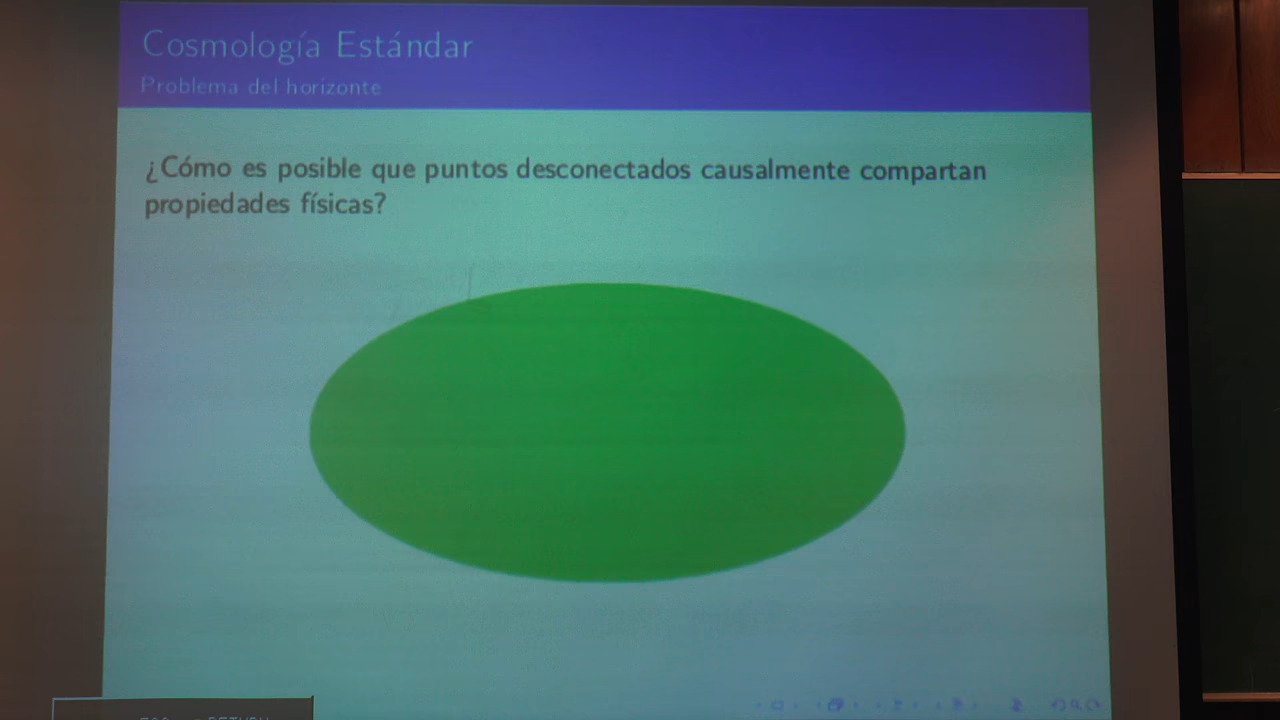 Cosmología Estándar
Problema del horizonte
¿Cómo es posible que puntos desconectados causalmente compartan
propiedades físicas?